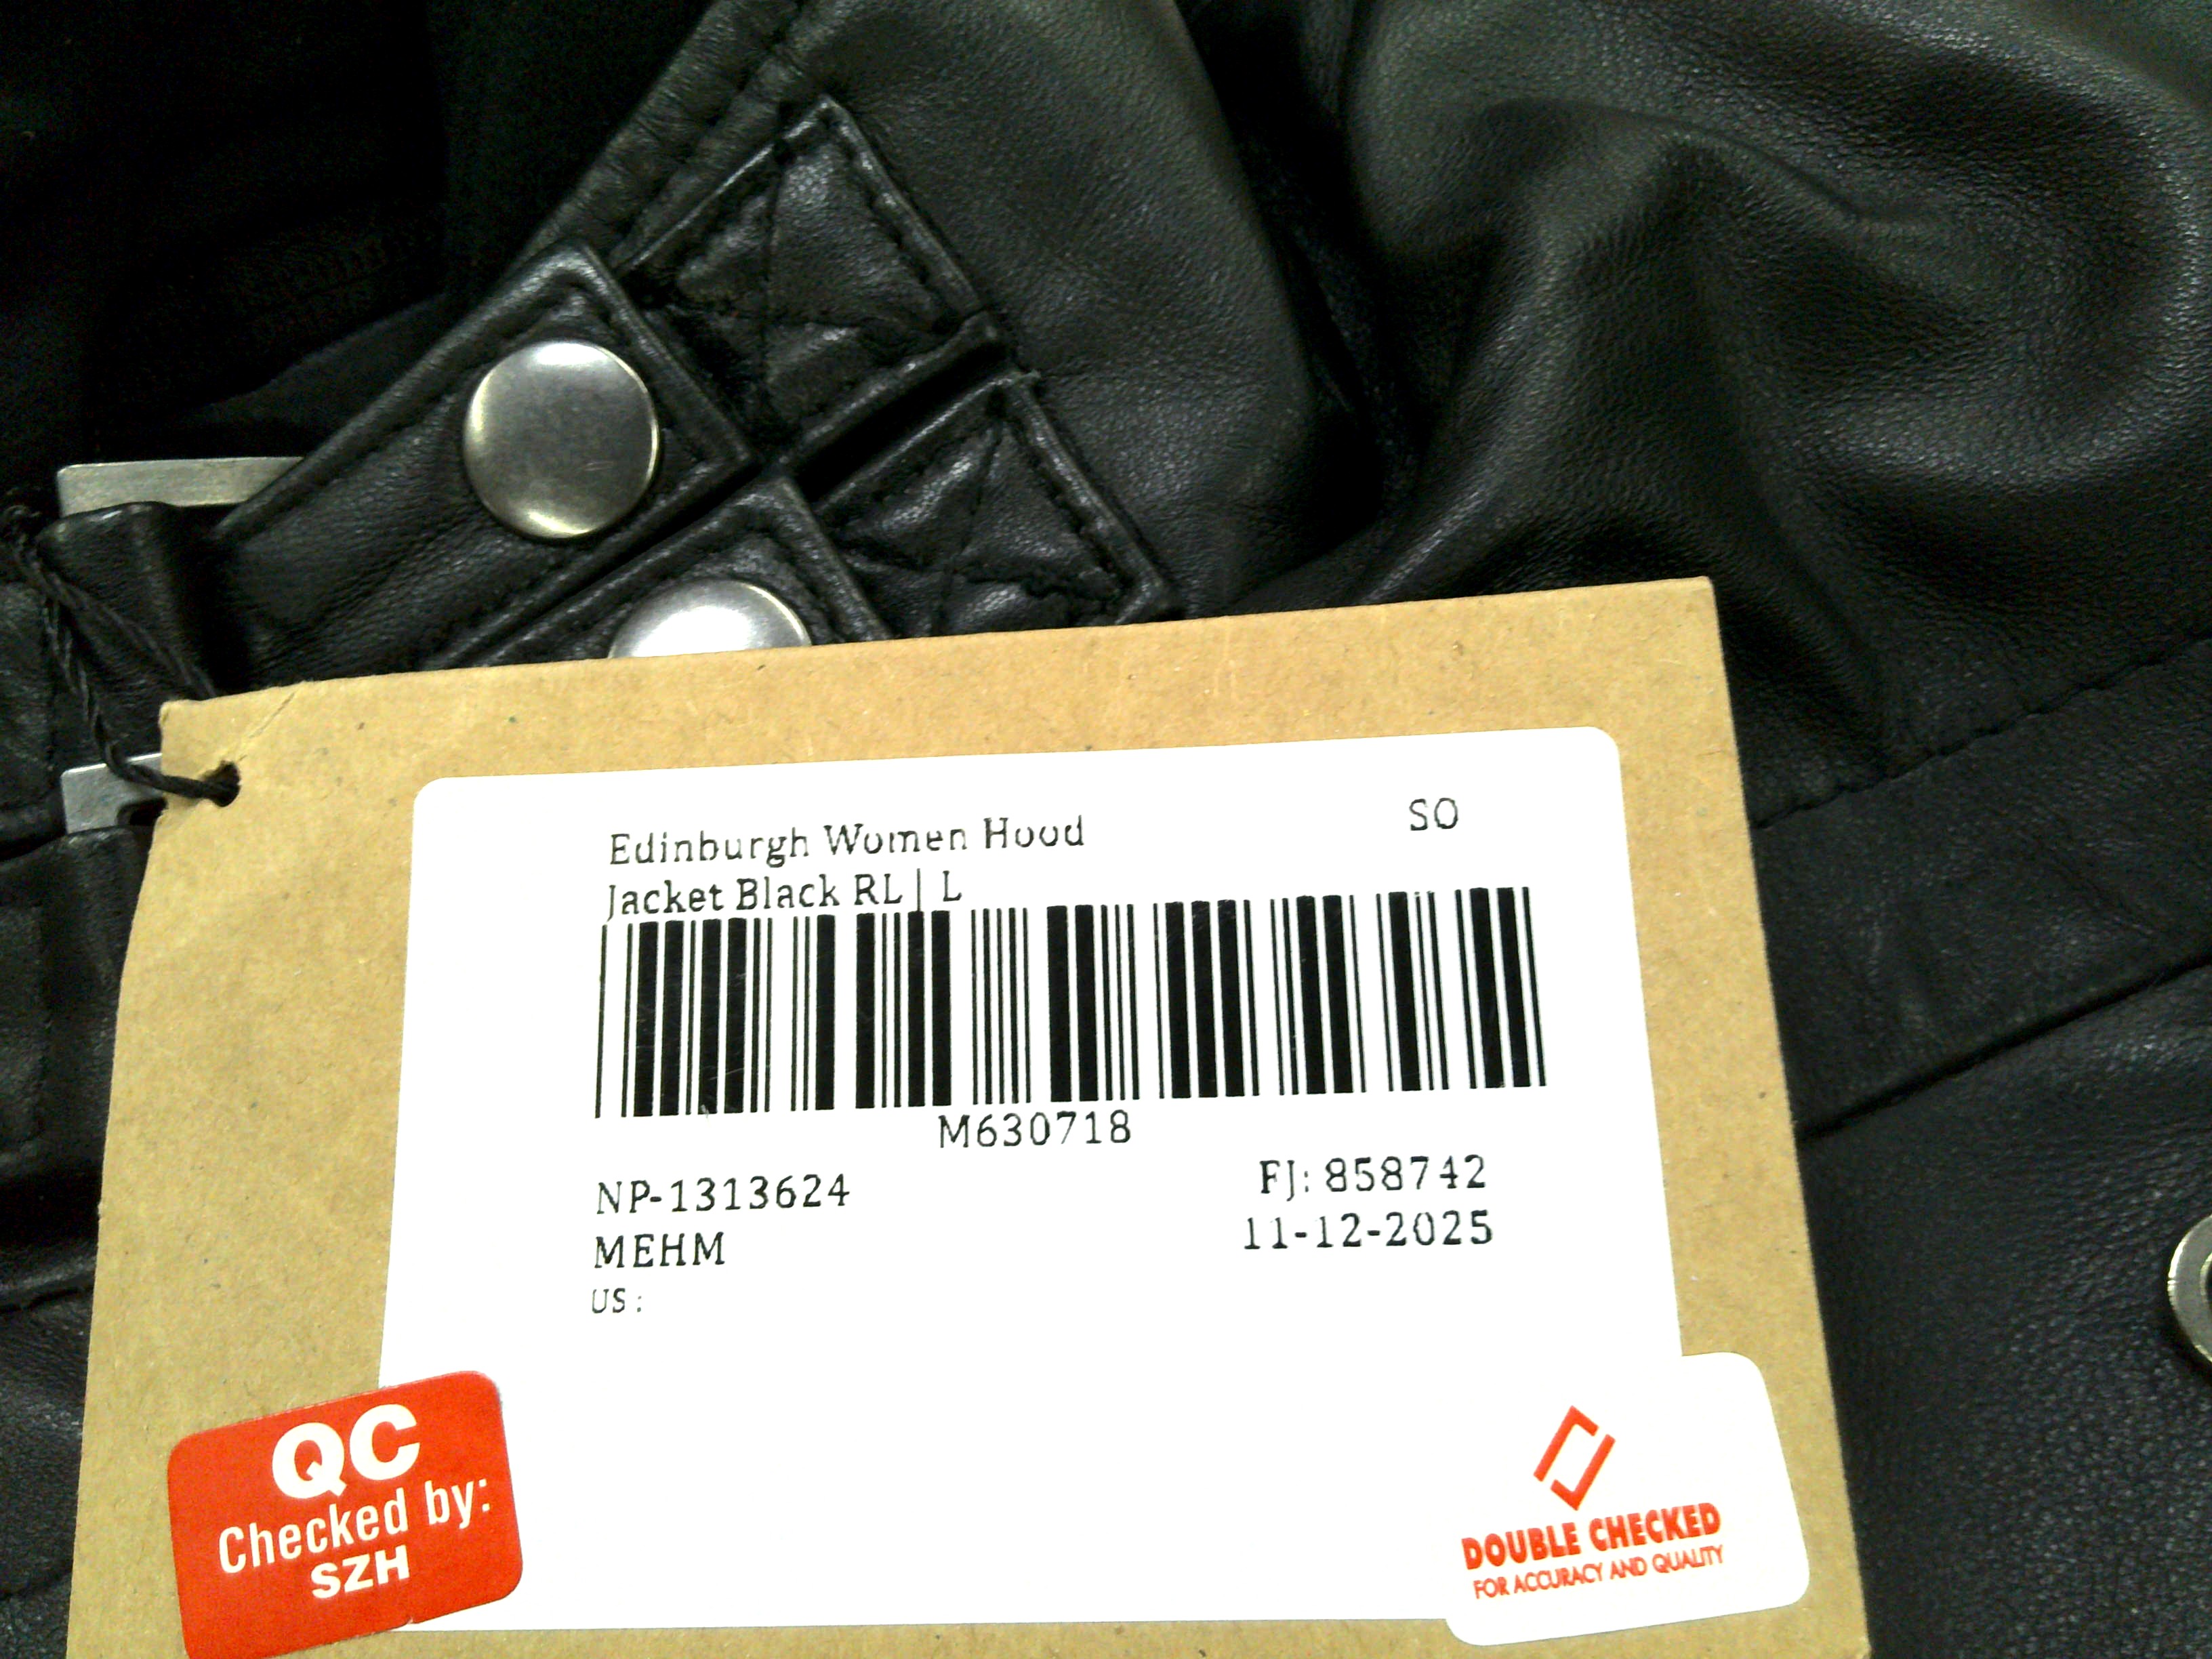 Edinburgh Women Hood SO
Jacket Black RL | L
M630718
NP-1313624 FJ: 858742
MEHM 11-12-2025
US :
QC
Checked by:
SZH
DOUBLE CHECKED
FOR ACCURACY AND QUALITY